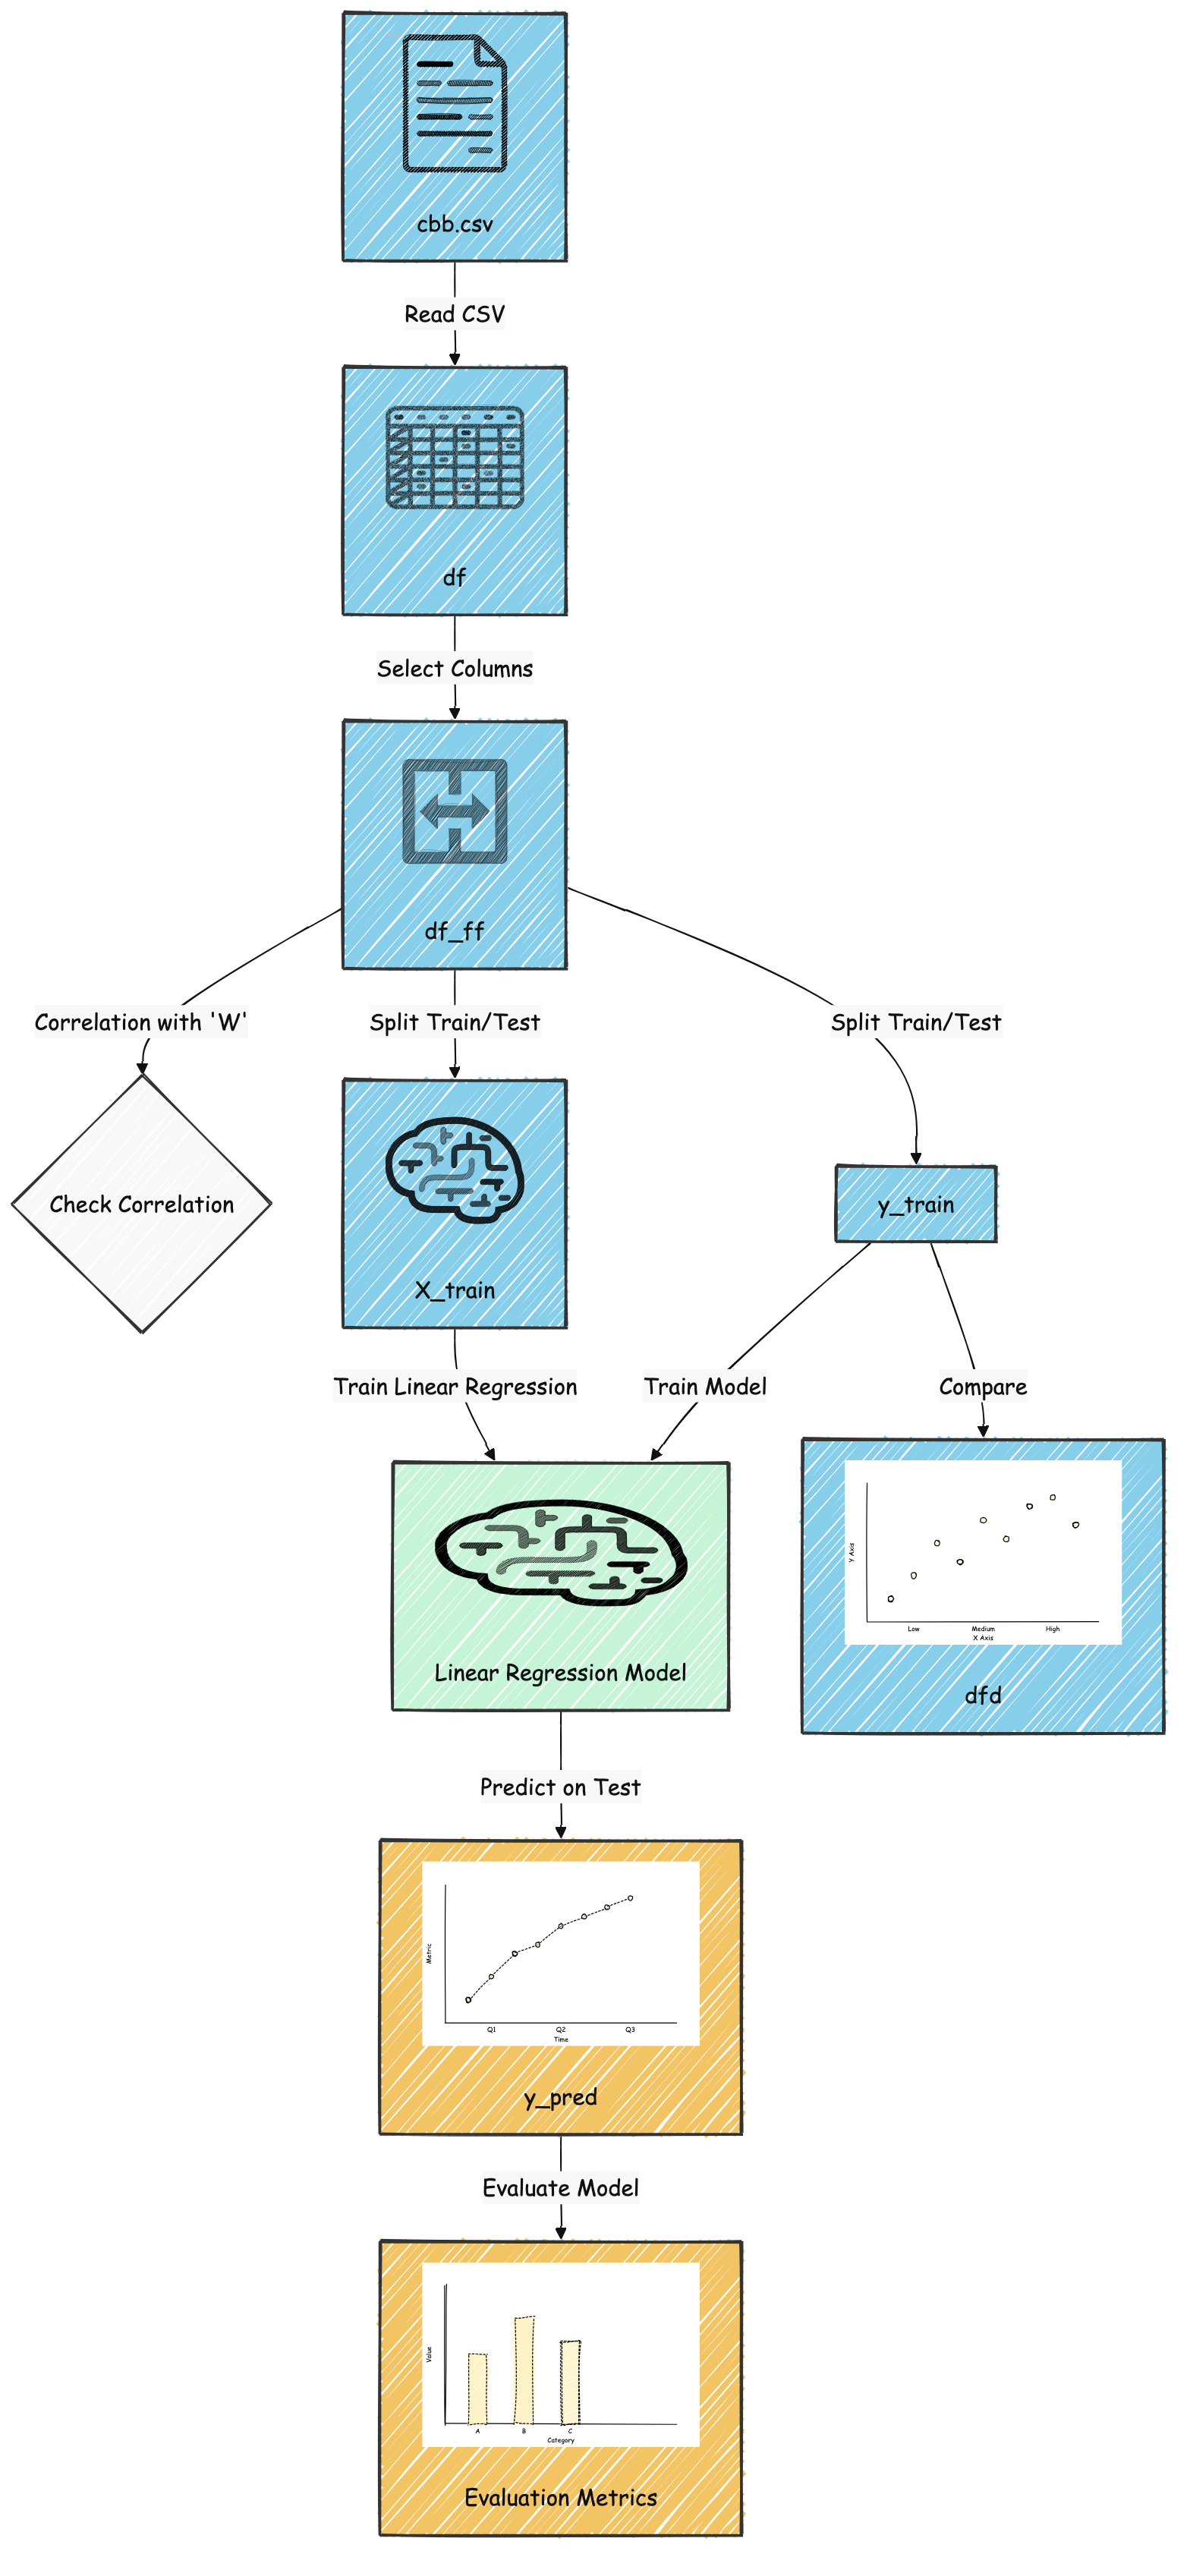 cbb.csv
Read CSV
df
Select Columns
df_ff
Correlation with 'W'
Split Train/Test
Split Train/Test
Check Correlation
X_train
y_train
Train Linear Regression
Train Model
Compare
Linear Regression Model
Y Axis
Low Medium High
X Axis
dfd
Predict on Test
Metric
Q1 Q2 Q3
Time
y_pred
Evaluate Model
Value
A B C
Category
Evaluation Metrics